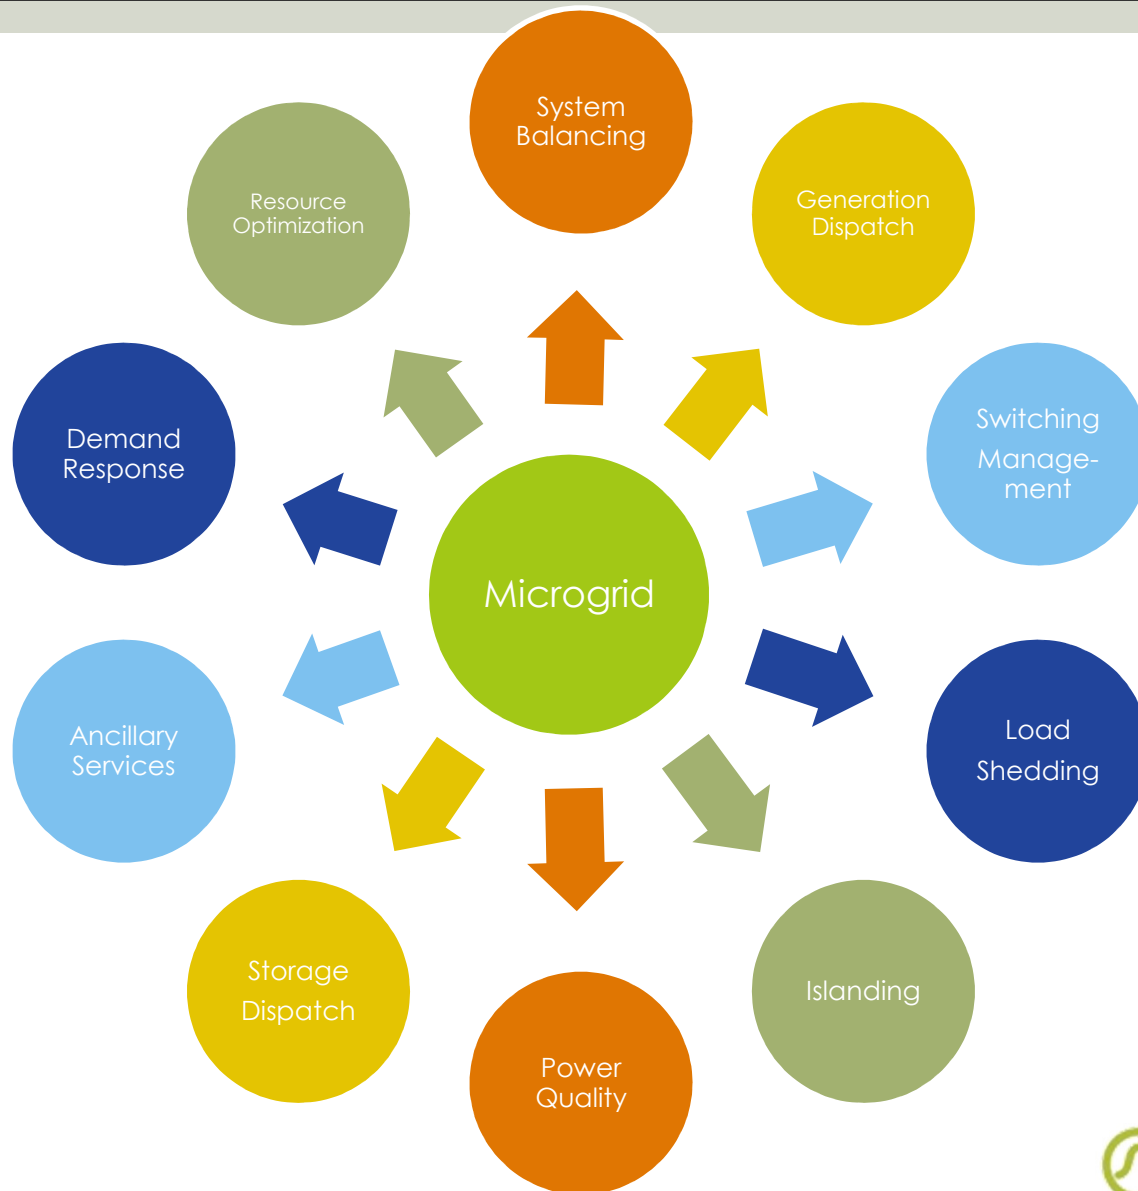 System
Balancing
Generation
Dispatch
Switching
Manage-
ment
Load
Shedding
Islanding
Power
Quality
Storage
Dispatch
Ancillary
Services
Demand
Response
Resource
Optimization
Microgrid